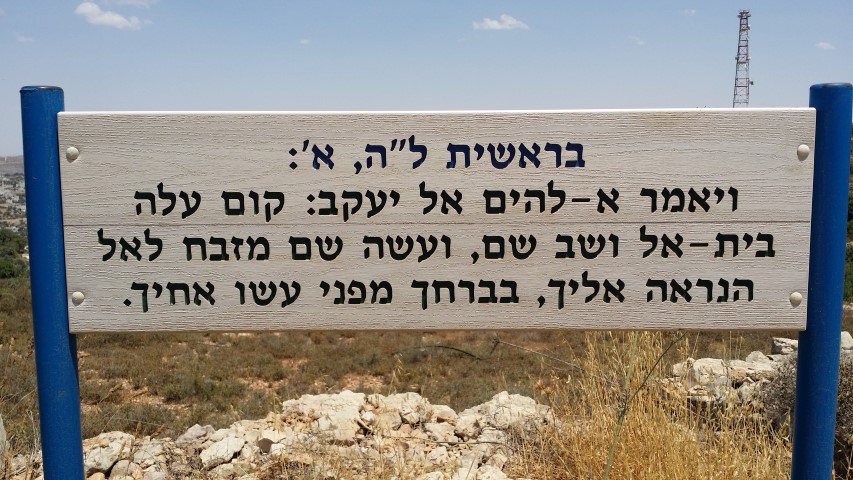 בראשית ל"ה, א':
ויאמר א-להים אל יעקב: קום עלה
בית-אל ושב שם, ועשה שם מזבח לאל
הנראה אליך, בברחך מפני עשו אחיך.